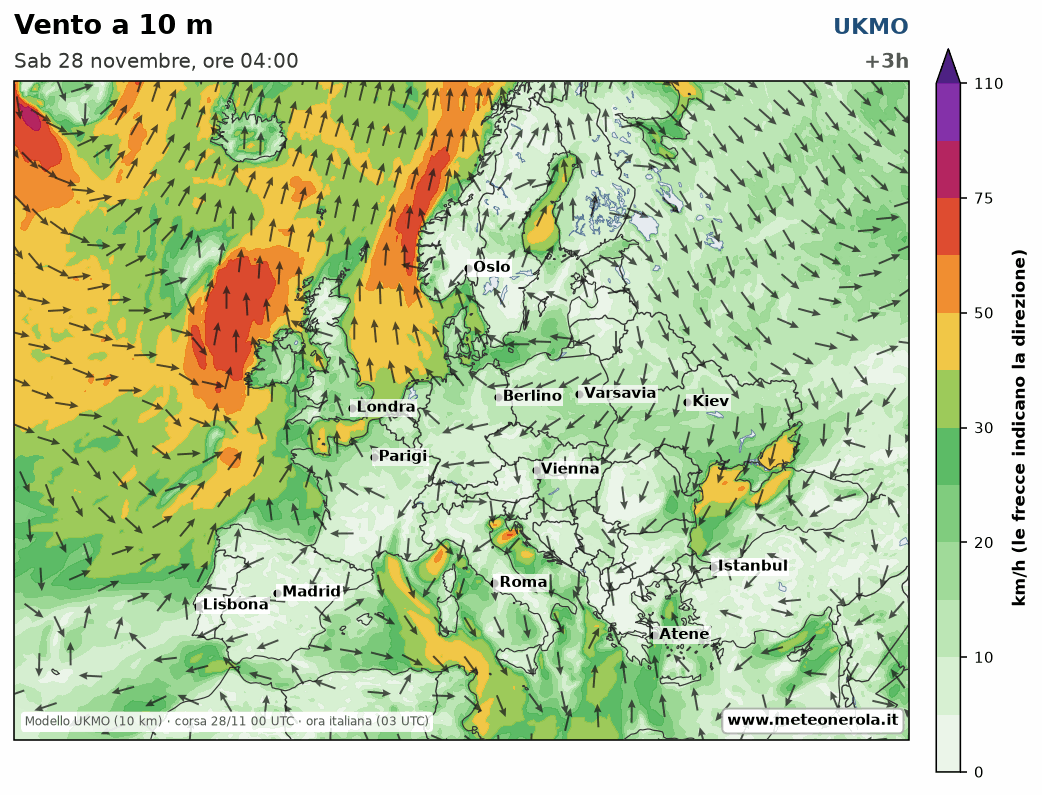 Vento a 10 m
UKMO
Sab 28 novembre, ore 04:00
+3h
110
75
50
30
20
10
0
km/h (le frecce indicano la direzione)
Oslo
Berlino
Varsavia
Kiev
Londra
Parigi
Vienna
Istanbul
Roma
Madrid
Lisbona
Atene
Modello UKMO (10 km) · corsa 28/11 00 UTC · ora italiana (03 UTC)
www.meteonerola.it